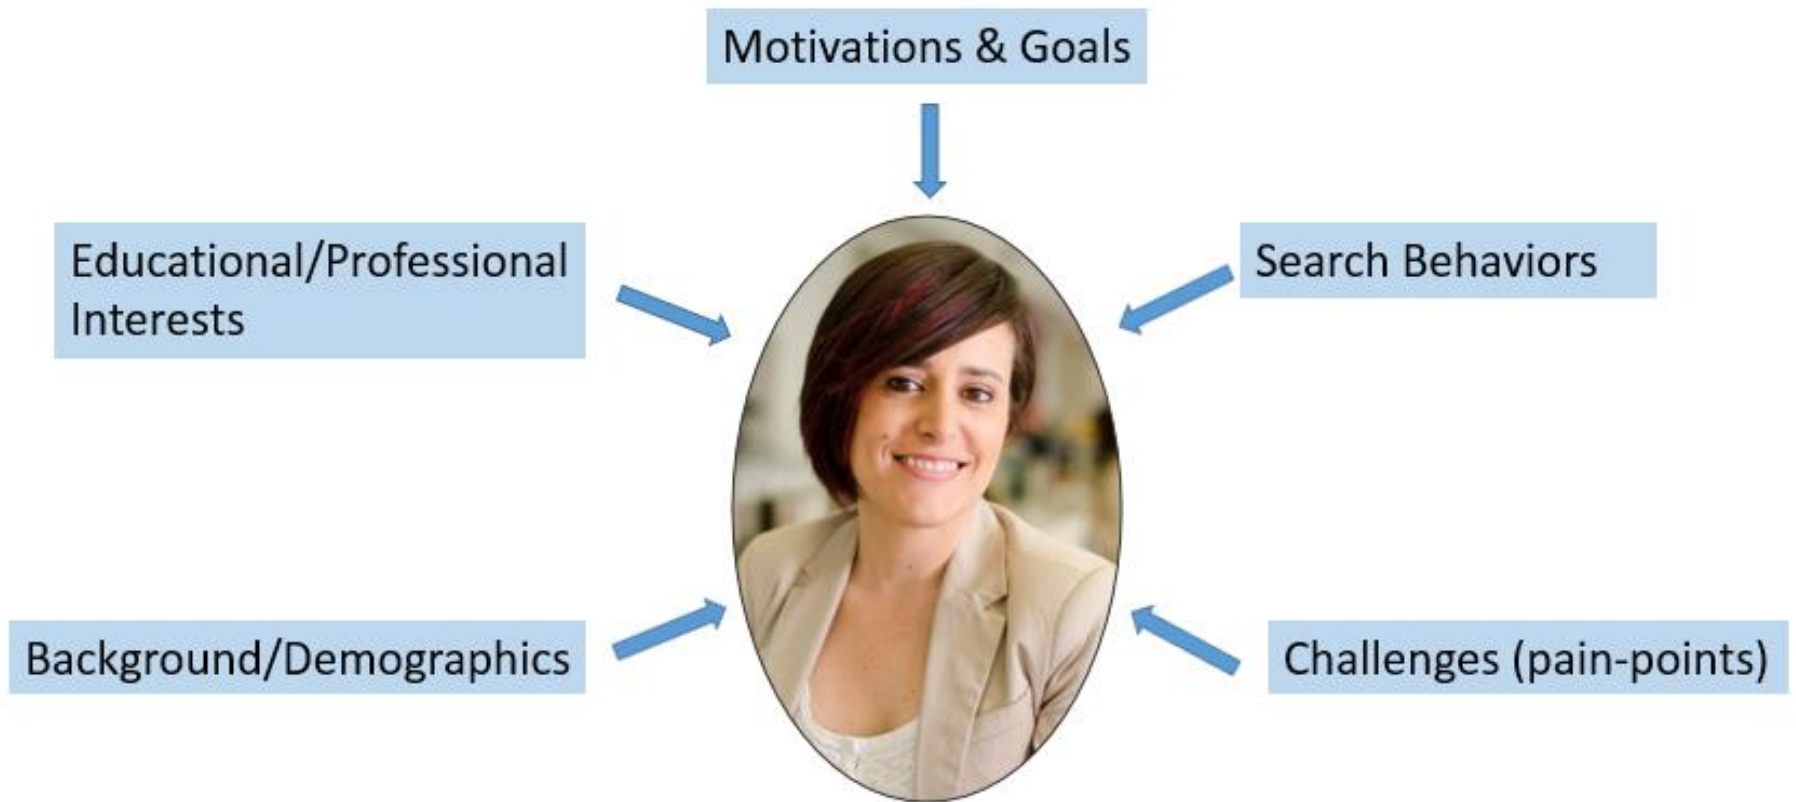 Motivations & Goals
Educational/Professional
Interests
Search Behaviors
Background/Demographics
Challenges (pain-points)